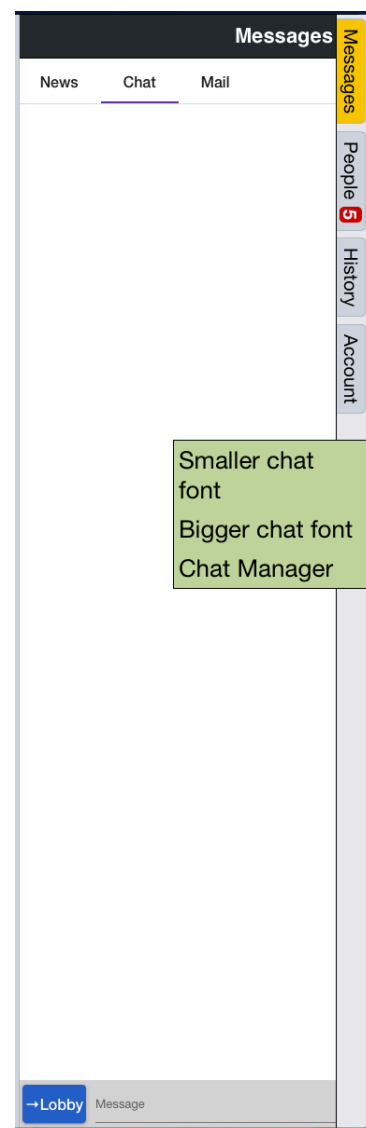 Messages
News Chat Mail
Messages
People 5
History
Account
Smaller chat
font
Bigger chat font
Chat Manager
→Lobby Message